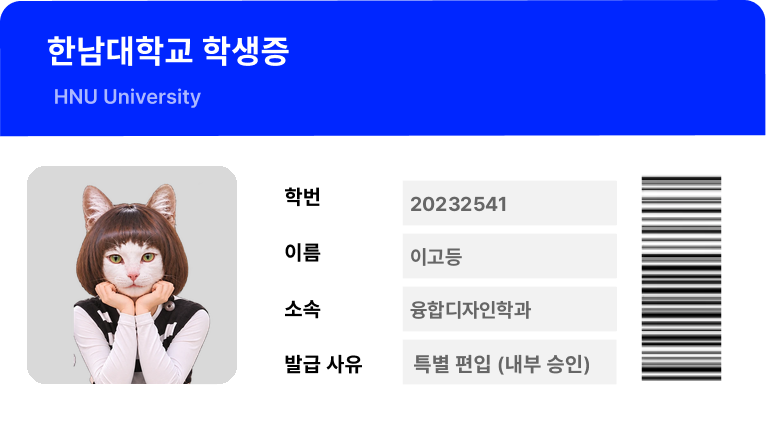 한남대학교 학생증
HNU University
학번 20232541
이름 이고등
소속 융합디자인학과
발급 사유 특별 편입 (내부 승인)